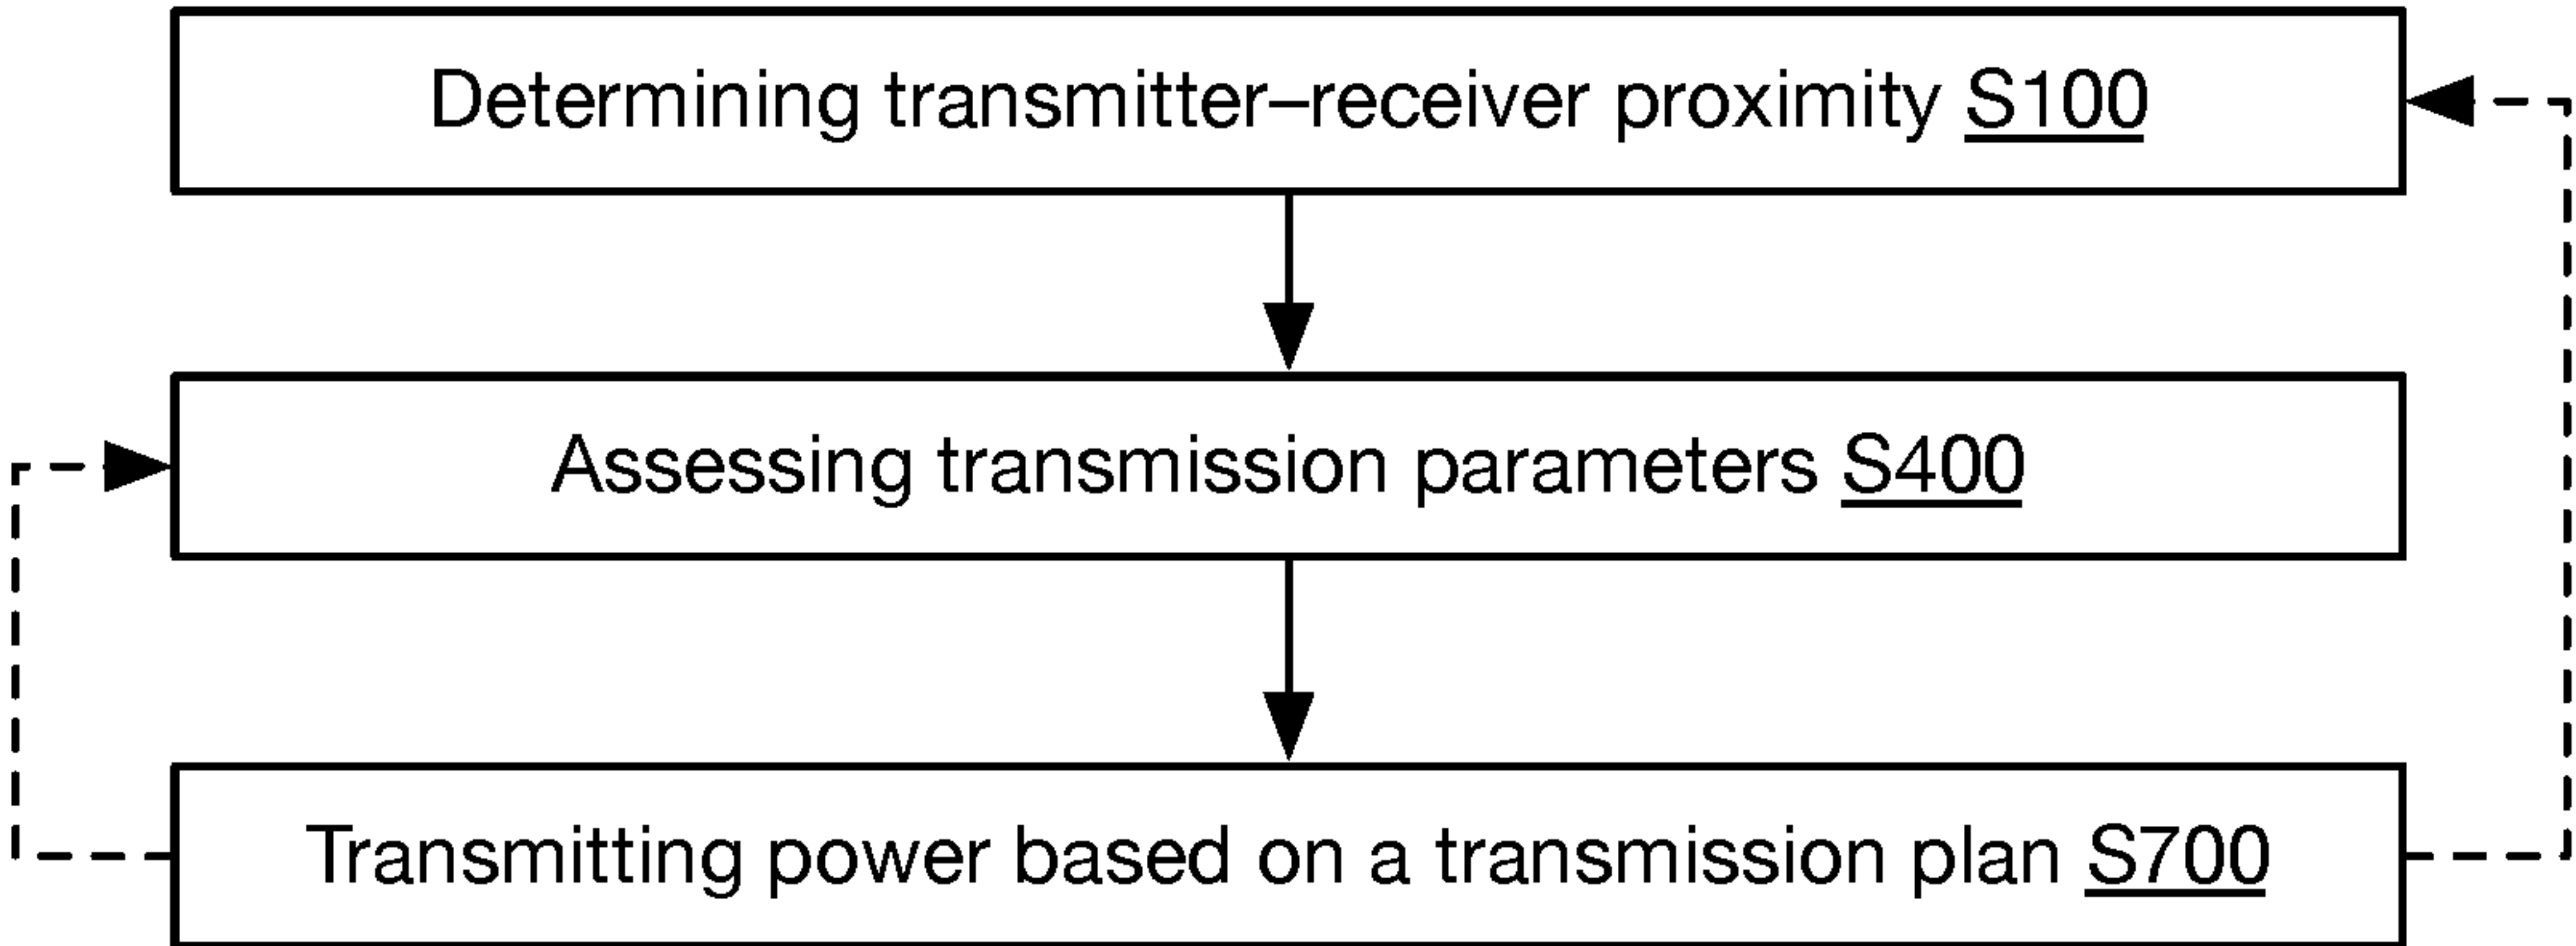 Determining transmitter–receiver proximity S100
Assessing transmission parameters S400
Transmitting power based on a transmission plan S700